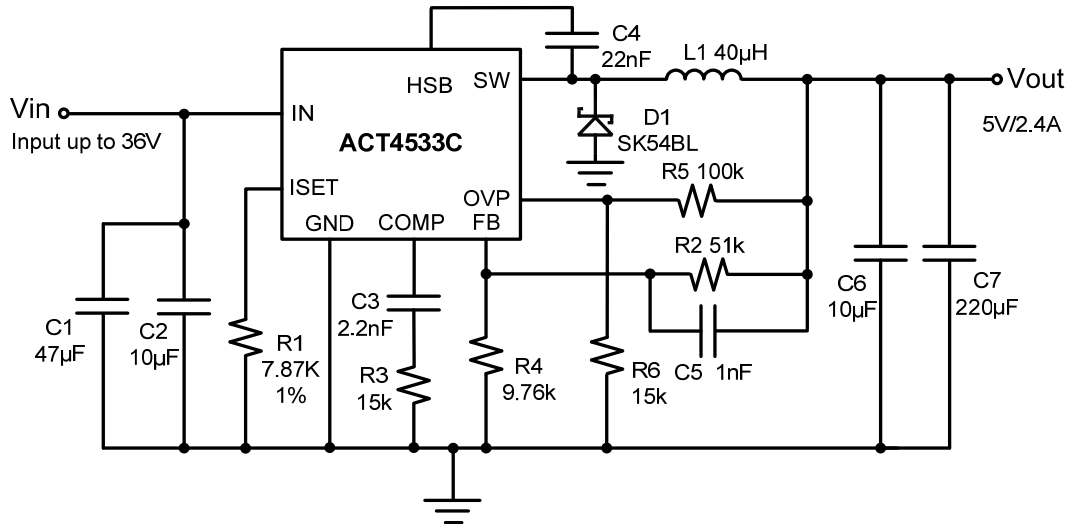 C4
22nF
L1 40µH
HSB
SW
Vout
Vin
IN
Input up to 36V
ACT4533C
D1
SK54BL
5V/2.4A
ISET
OVP
R5 100k
GND
COMP
FB
R2 51k
C1
47µF
C2
10µF
R1
7.87K
1%
C3
2.2nF
R3
15k
R4
9.76k
R6
15k
C5 1nF
C6
10µF
C7
220µF